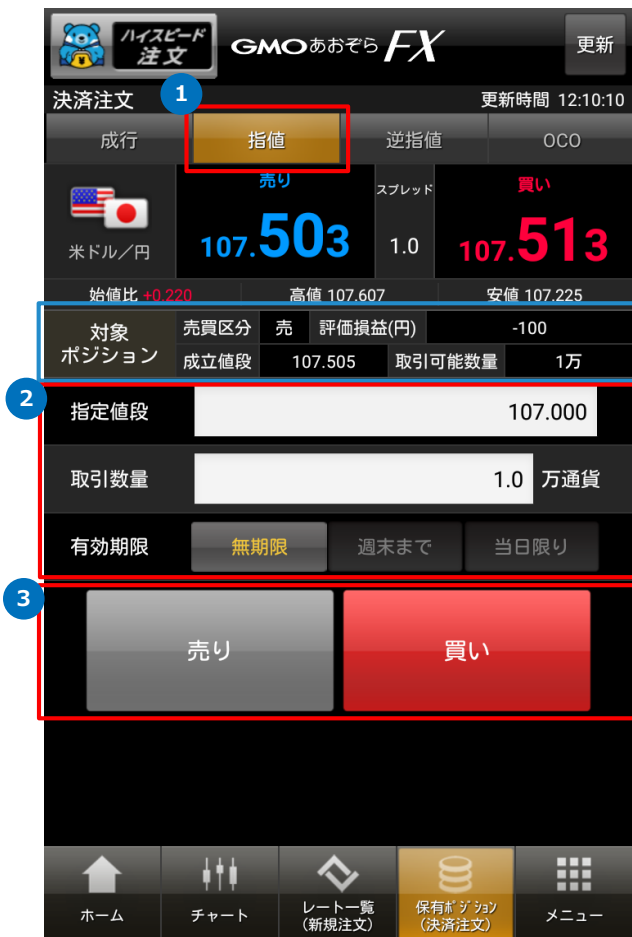 ハイスピード
注文
GMOあおぞら FX
更新
決済注文
1
更新時間 12:10:10
成行
指値
逆指値
OCO
売り
スプレッド
買い
米ドル／円
107.503
1.0
107.513
始値比 +0.220
高値 107.607
安値 107.225
対象
ポジション
売買区分 売 評価損益(円) -100
成立値段 107.505 取引可能数量 1万
2
指定値段
107.000
取引数量
1.0 万通貨
有効期限
無期限
週末まで
当日限り
3
売り
買い
ホーム
チャート
レート一覧
(新規注文)
保有ﾎﾟｼﾞｼｮﾝ
(決済注文)
メニュー